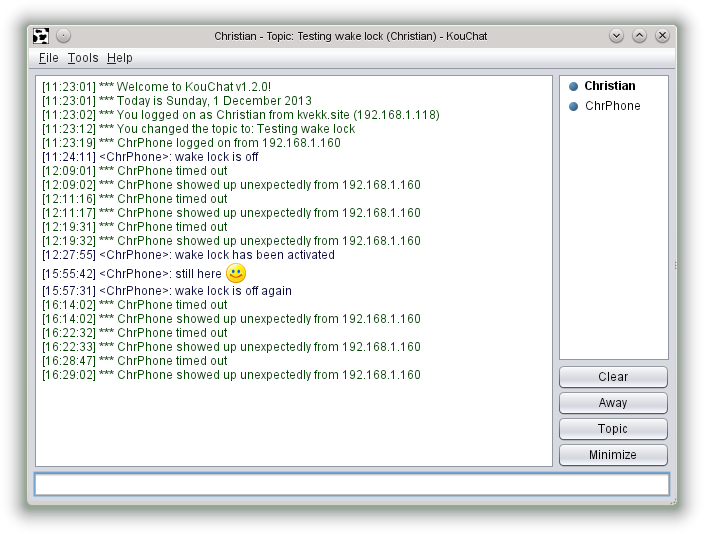 Christian - Topic: Testing wake lock (Christian) - KouChat
File Tools Help
[11:23:01] *** Welcome to KouChat v1.2.0!
[11:23:01] *** Today is Sunday, 1 December 2013
[11:23:02] *** You logged on as Christian from kvekk.site (192.168.1.118)
[11:23:12] *** You changed the topic to: Testing wake lock
[11:23:19] *** ChrPhone logged on from 192.168.1.160
[11:24:11] <ChrPhone>: wake lock is off
[12:09:01] *** ChrPhone timed out
[12:09:02] *** ChrPhone showed up unexpectedly from 192.168.1.160
[12:11:16] *** ChrPhone timed out
[12:11:17] *** ChrPhone showed up unexpectedly from 192.168.1.160
[12:19:31] *** ChrPhone timed out
[12:19:32] *** ChrPhone showed up unexpectedly from 192.168.1.160
[12:27:55] <ChrPhone>: wake lock has been activated
[15:55:42] <ChrPhone>: still here
[15:57:31] <ChrPhone>: wake lock is off again
[16:14:02] *** ChrPhone timed out
[16:14:02] *** ChrPhone showed up unexpectedly from 192.168.1.160
[16:22:32] *** ChrPhone timed out
[16:22:33] *** ChrPhone showed up unexpectedly from 192.168.1.160
[16:28:47] *** ChrPhone timed out
[16:29:02] *** ChrPhone showed up unexpectedly from 192.168.1.160
Christian
ChrPhone
Clear
Away
Topic
Minimize